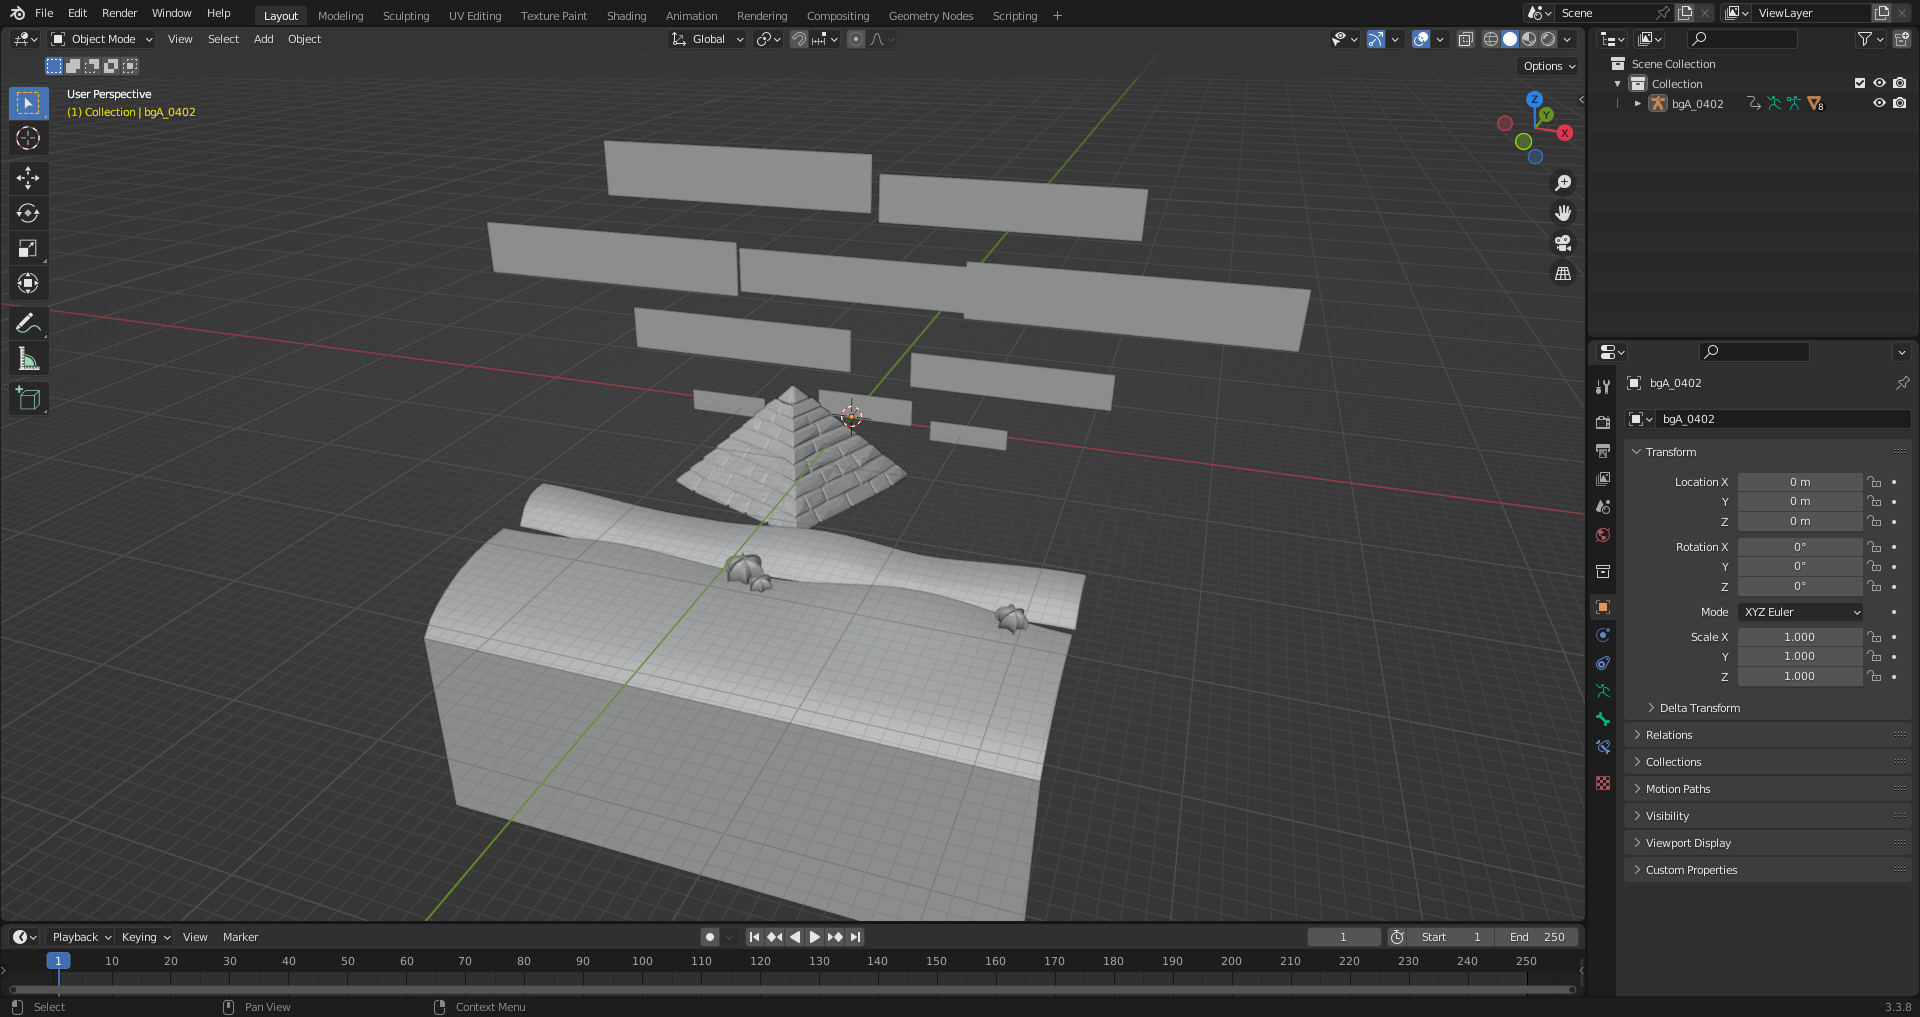 File Edit Render Window Help Layout Modeling Sculpting UV Editing Texture Paint Shading Animation Rendering Compositing Geometry Nodes Scripting + Scene ViewLayer
Object Mode View Select Add Object Global
Options
User Perspective
(1) Collection | bgA_0402
Z
Y
X
Scene Collection
Collection
bgA_0402 8
bgA_0402
bgA_0402
Transform
Location X 0 m
Y 0 m
Z 0 m
Rotation X 0°
Y 0°
Z 0°
Mode XYZ Euler
Scale X 1.000
Y 1.000
Z 1.000
Delta Transform
Relations
Collections
Motion Paths
Visibility
Viewport Display
Custom Properties
Playback Keying View Marker 1 Start 1 End 250
1 10 20 30 40 50 60 70 80 90 100 110 120 130 140 150 160 170 180 190 200 210 220 230 240 250
Select Pan View Context Menu 3.3.8